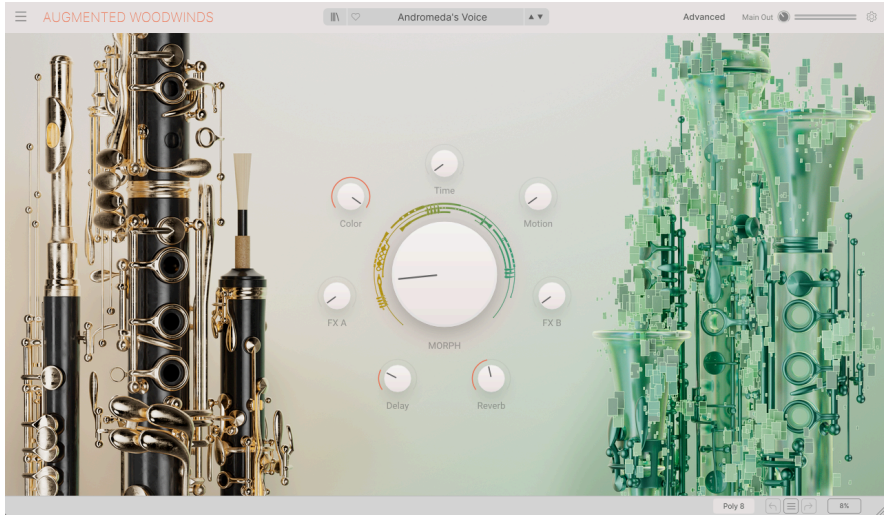 AUGMENTED WOODWINDS
Andromeda's Voice
Advanced
Main Out
Time
Color
Motion
FX A
FX B
MORPH
Delay
Reverb
Poly 8
8%